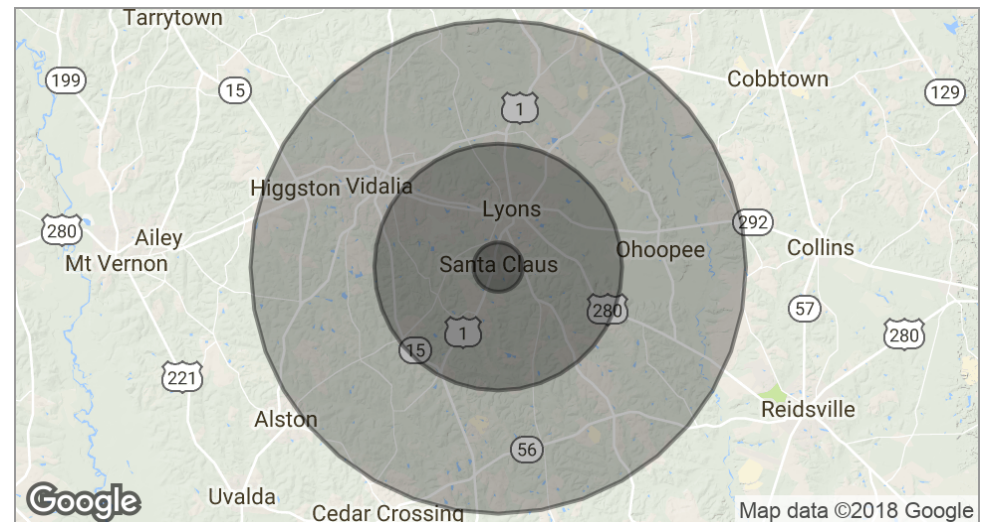 Tarrytown
199
15
Cobbtown
129
1
Higgston
Vidalia
Lyons
280
Ailey
292
Mt Vernon
Santa Claus
Ohoopee
Collins
280
57
1
280
15
221
Alston
Reidsville
56
Uvalda
Cedar Crossing
Google
Map data ©2018 Google